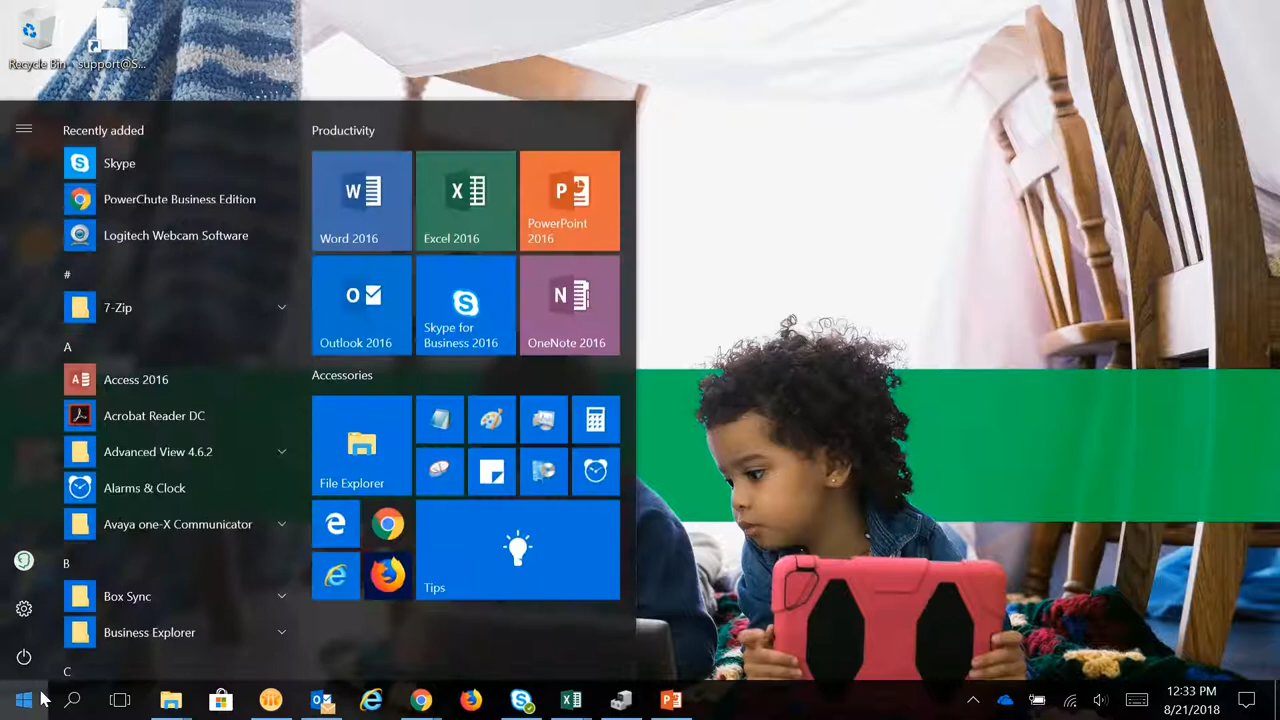 Recycle Bin
support@S...
Recently added
Skype
PowerChute Business Edition
Logitech Webcam Software
#
7-Zip
A
Access 2016
Acrobat Reader DC
Advanced View 4.6.2
Alarms & Clock
Avaya one-X Communicator
B
Box Sync
Business Explorer
C
Productivity
Word 2016
Excel 2016
PowerPoint
2016
Outlook 2016
Skype for
Business 2016
OneNote 2016
Accessories
File Explorer
Tips
12:33 PM
8/21/2018